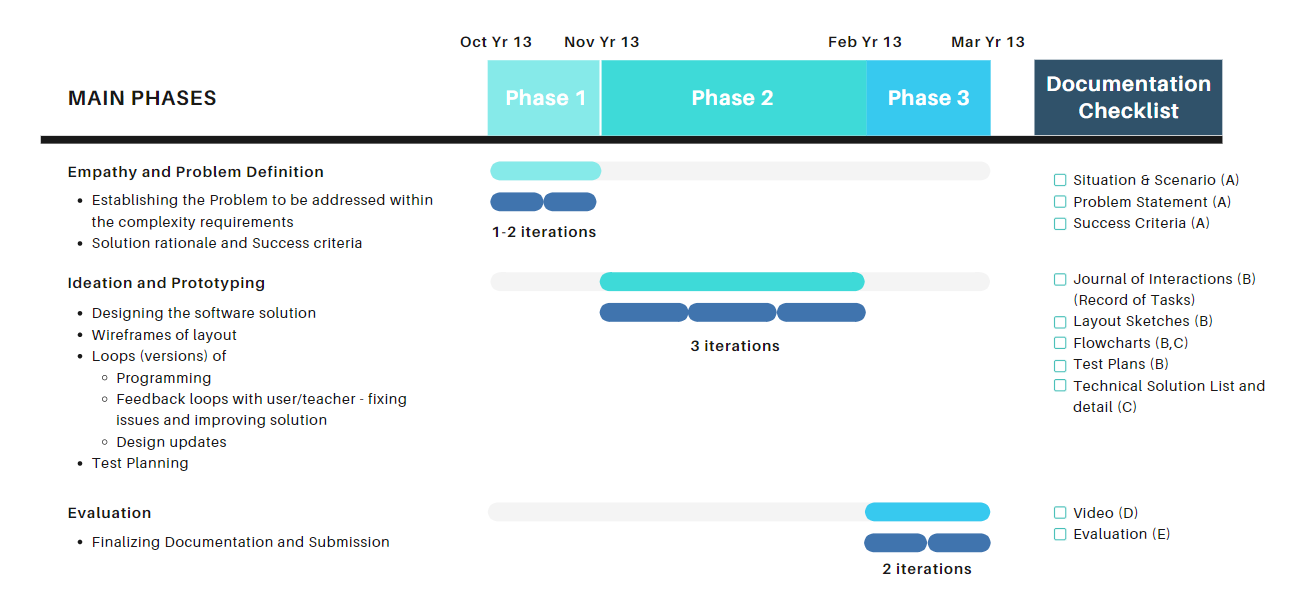 Oct Yr 13 Nov Yr 13 Feb Yr 13 Mar Yr 13
MAIN PHASES
Phase 1
Phase 2
Phase 3
Documentation
Checklist
Empathy and Problem Definition
Establishing the Problem to be addressed within
the complexity requirements
Solution rationale and Success criteria
1-2 iterations
Situation & Scenario (A)
Problem Statement (A)
Success Criteria (A)
Ideation and Prototyping
Designing the software solution
Wireframes of layout
Loops (versions) of
Programming
Feedback loops with user/teacher - fixing
issues and improving solution
Design updates
Test Planning
3 iterations
Journal of Interactions (B)
(Record of Tasks)
Layout Sketches (B)
Flowcharts (B,C)
Test Plans (B)
Technical Solution List and
detail (C)
Evaluation
Finalizing Documentation and Submission
2 iterations
Video (D)
Evaluation (E)